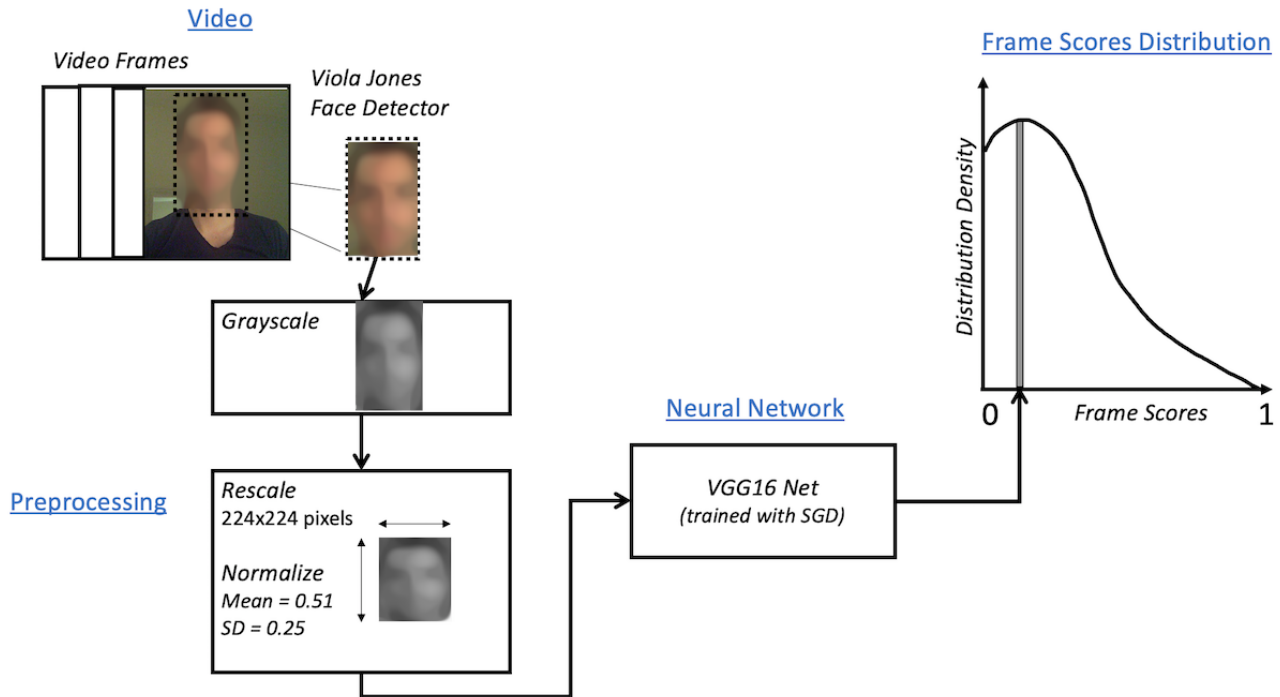 Video
Video Frames
Viola Jones
Face Detector
Grayscale
Preprocessing
Rescale
224x224 pixels
Normalize
Mean = 0.51
SD = 0.25
Neural Network
VGG16 Net
(trained with SGD)
Frame Scores Distribution
Distribution Density
0
Frame Scores
1